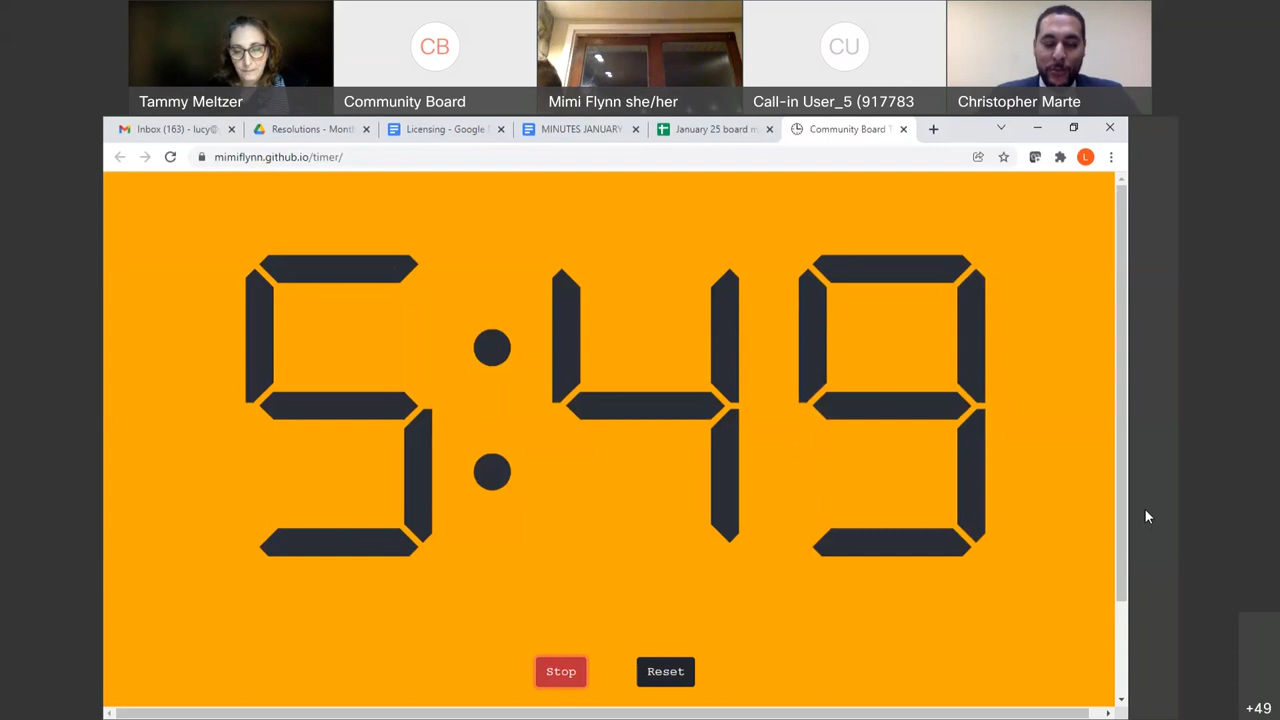 CB
CU
Tammy Meltzer
Community Board
Mimi Flynn she/her
Call-in User_5 (917783
Christopher Marte
Inbox (163) - lucy@
Resolutions - Mont
Licensing - Google
MINUTES JANUARY
January 25 board m
Community Board T
mimiflynn.github.io/timer/
L
5:49
Stop
Reset
+49